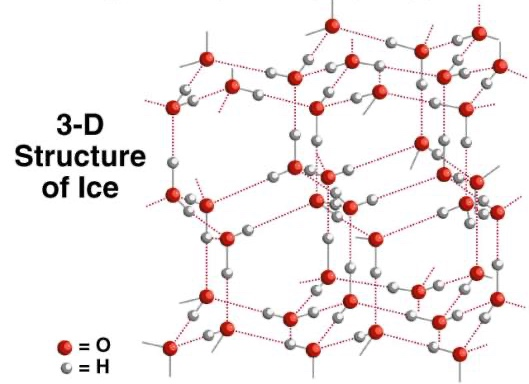 3-D
Structure
of Ice
= O
= H